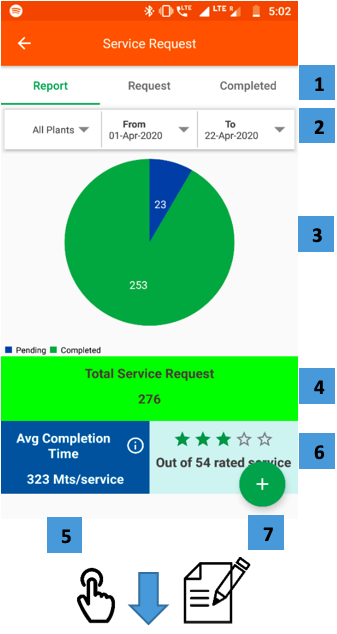 LTE LTE R 5:02
Service Request
Report Request Completed 1
All Plants From 01-Apr-2020 To 22-Apr-2020 2
23
3
253
Pending Completed
Total Service Request
276
4
Avg Completion
Time
323 Mts/service
Out of 54 rated service
6
5
7